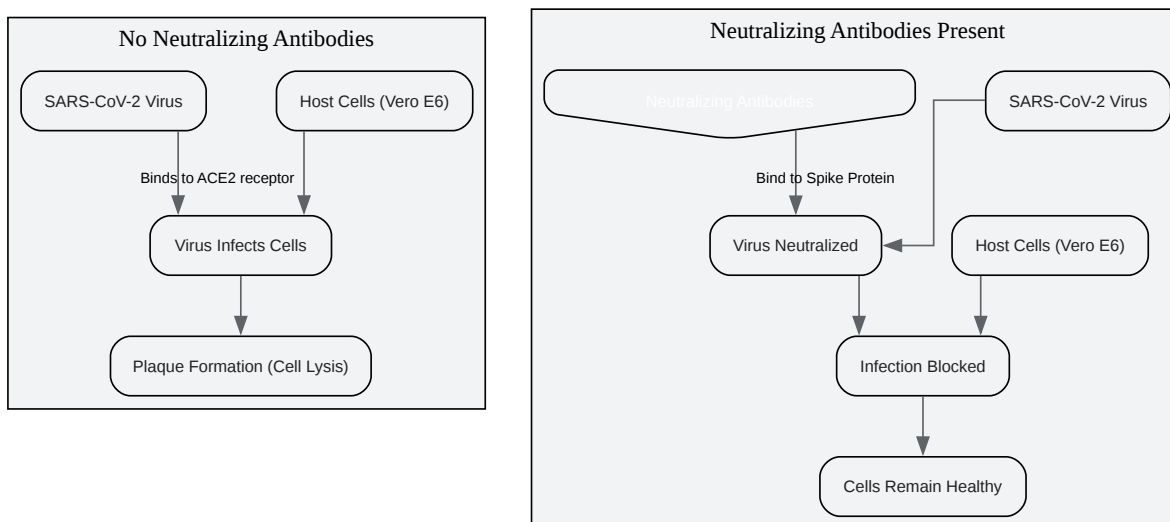 No Neutralizing Antibodies
SARS-CoV-2 Virus
Host Cells (Vero E6)
Binds to ACE2 receptor
Virus Infects Cells
Plaque Formation (Cell Lysis)
Neutralizing Antibodies Present
Neutralizing Antibodies
SARS-CoV-2 Virus
Bind to Spike Protein
Virus Neutralized
Host Cells (Vero E6)
Infection Blocked
Cells Remain Healthy